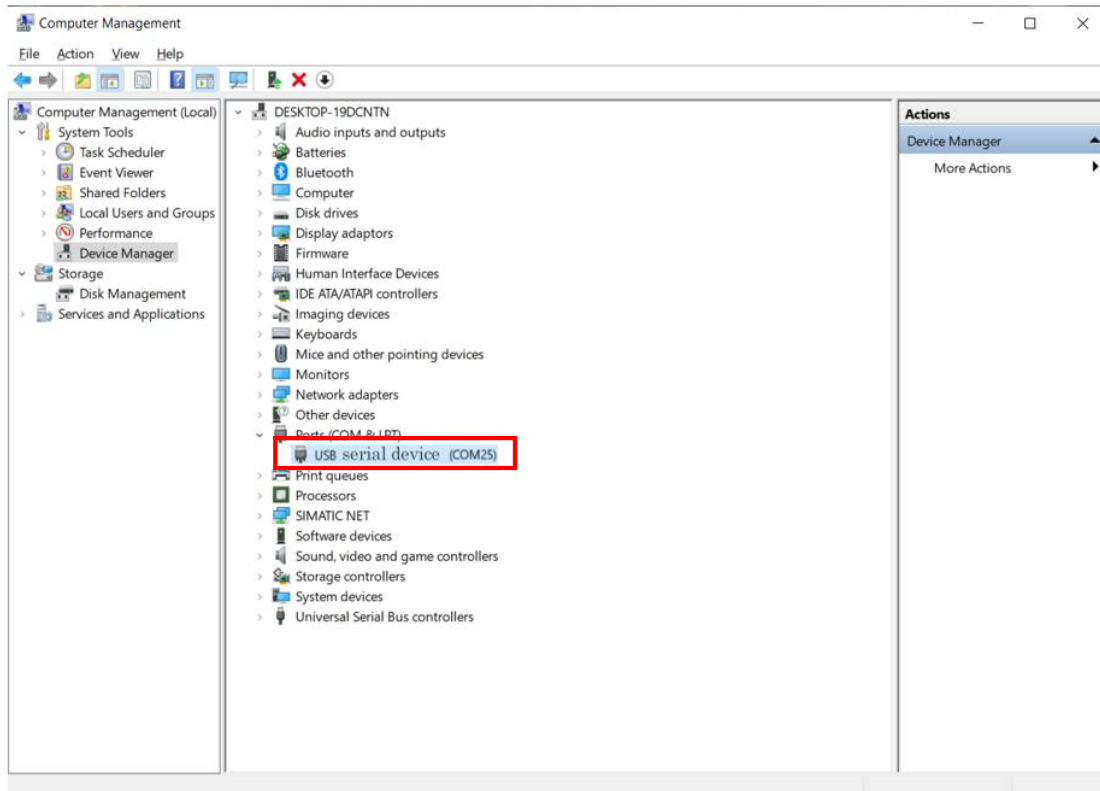 Computer Management
File Action View Help
Computer Management (Local)
System Tools
Task Scheduler
Event Viewer
Shared Folders
Local Users and Groups
Performance
Device Manager
Storage
Disk Management
Services and Applications
DESKTOP-19DCNTN
Audio inputs and outputs
Batteries
Bluetooth
Computer
Disk drives
Display adaptors
Firmware
Human Interface Devices
IDE ATA/ATAPI controllers
Imaging devices
Keyboards
Mice and other pointing devices
Monitors
Network adapters
Other devices
Ports (COM & LPT)
USB serial device (COM25)
Print queues
Processors
SIMATIC NET
Software devices
Sound, video and game controllers
Storage controllers
System devices
Universal Serial Bus controllers
Actions
Device Manager
More Actions